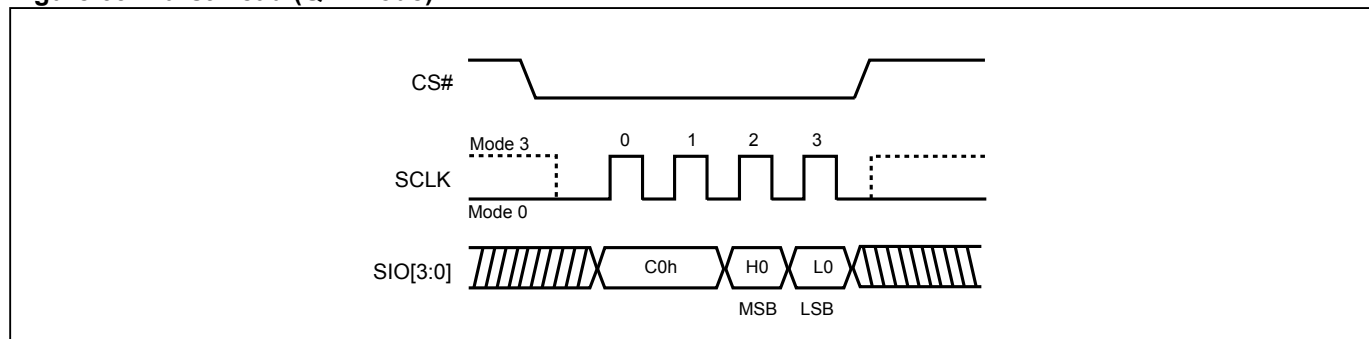 CS#
Mode 3
0 1 2 3
SCLK
Mode 0
SIO[3:0]
C0h H0 L0
MSB LSB